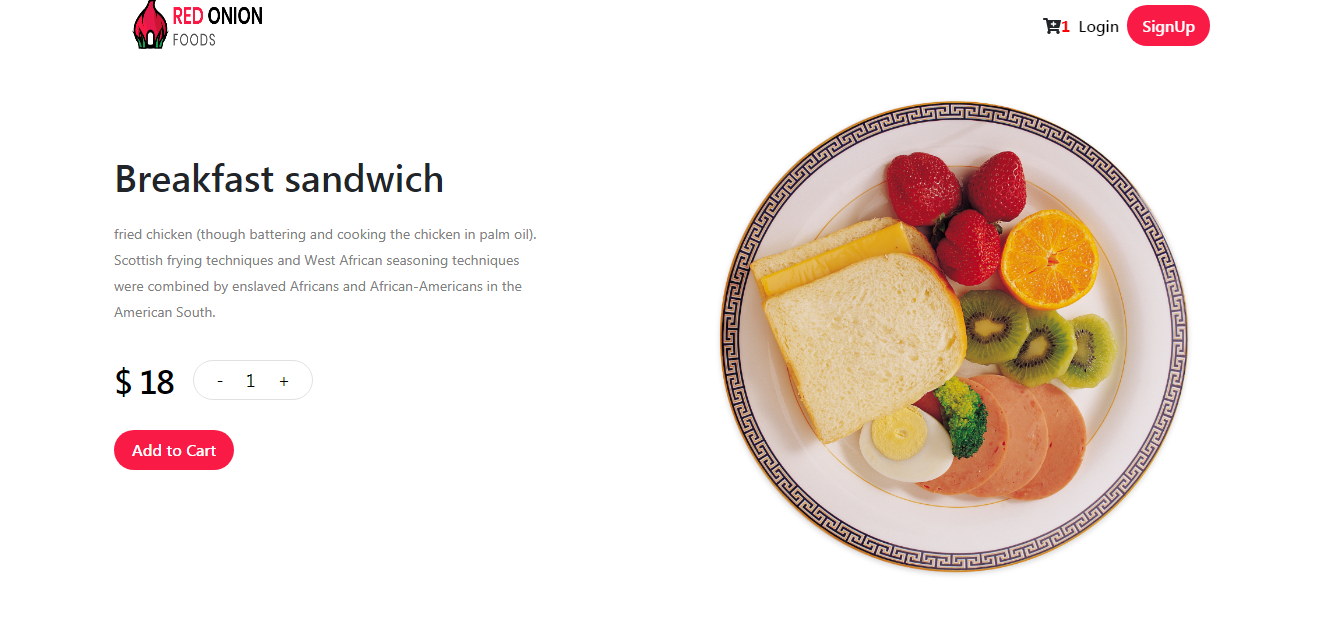 RED ONION
FOODS
1 Login SignUp
Breakfast sandwich
fried chicken (though battering and cooking the chicken in palm oil).
Scottish frying techniques and West African seasoning techniques
were combined by enslaved Africans and African-Americans in the
American South.
$ 18 - 1 +
Add to Cart